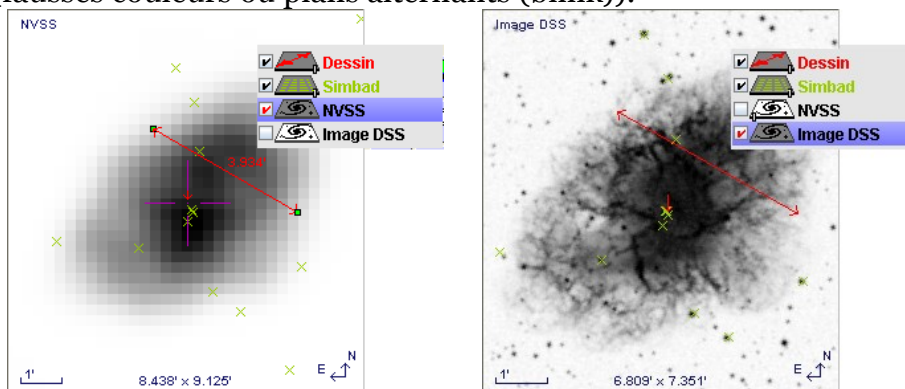 hausses couleurs ou plans alternants (blink)).
NVSS
Dessin
Simbad
NVSS
Image DSS
3.834'
1'
8.438' x 9.125'
E
N
Image DSS
Dessin
Simbad
NVSS
Image DSS
1'
6.809' x 7.351'
E
N